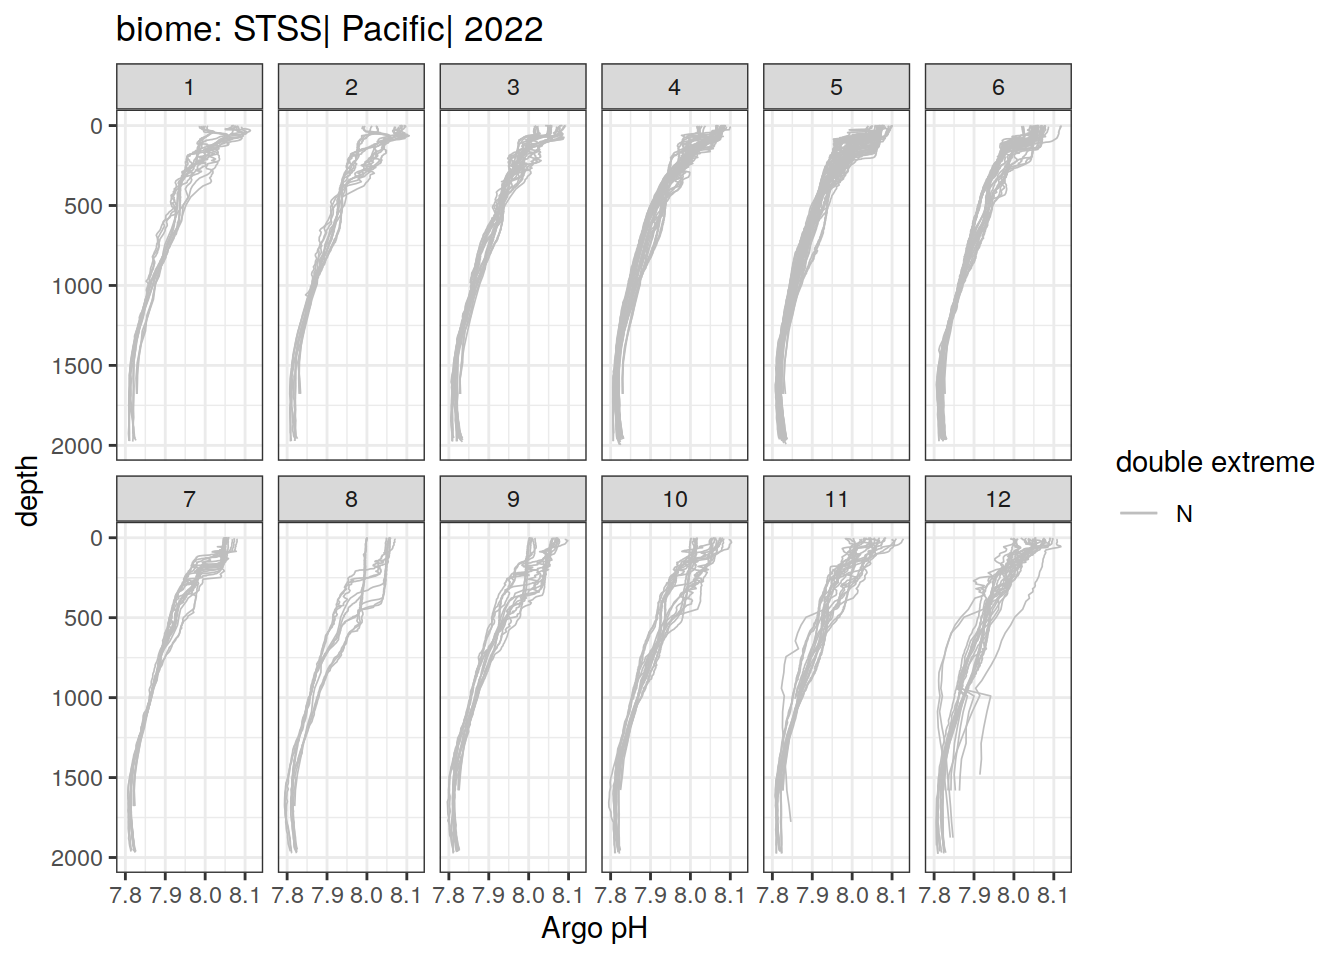 biome: STSS| Pacific| 2022
1 2 3 4 5 6
0
500
1000
1500
2000
7 8 9 10 11 12
0
500
1000
1500
2000
7.8 7.9 8.0 8.1 7.8 7.9 8.0 8.1 7.8 7.9 8.0 8.1 7.8 7.9 8.0 8.1 7.8 7.9 8.0 8.1 7.8 7.9 8.0 8.1
Argo pH
depth
double extreme
N